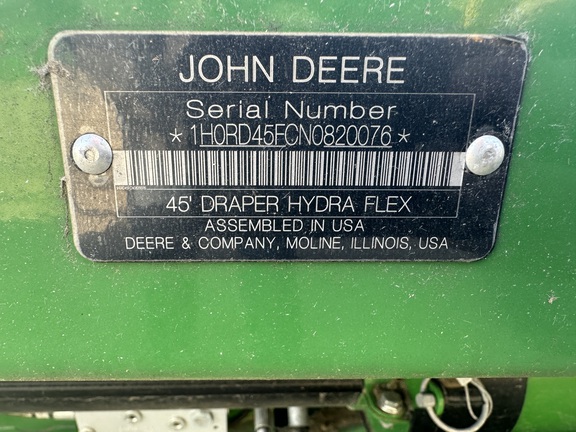 JOHN DEERE
Serial Number
*1H0RD45FCN0820076*
45' DRAPER HYDRA FLEX
ASSEMBLED IN USA
DEERE & COMPANY, MOLINE, ILLINOIS, USA